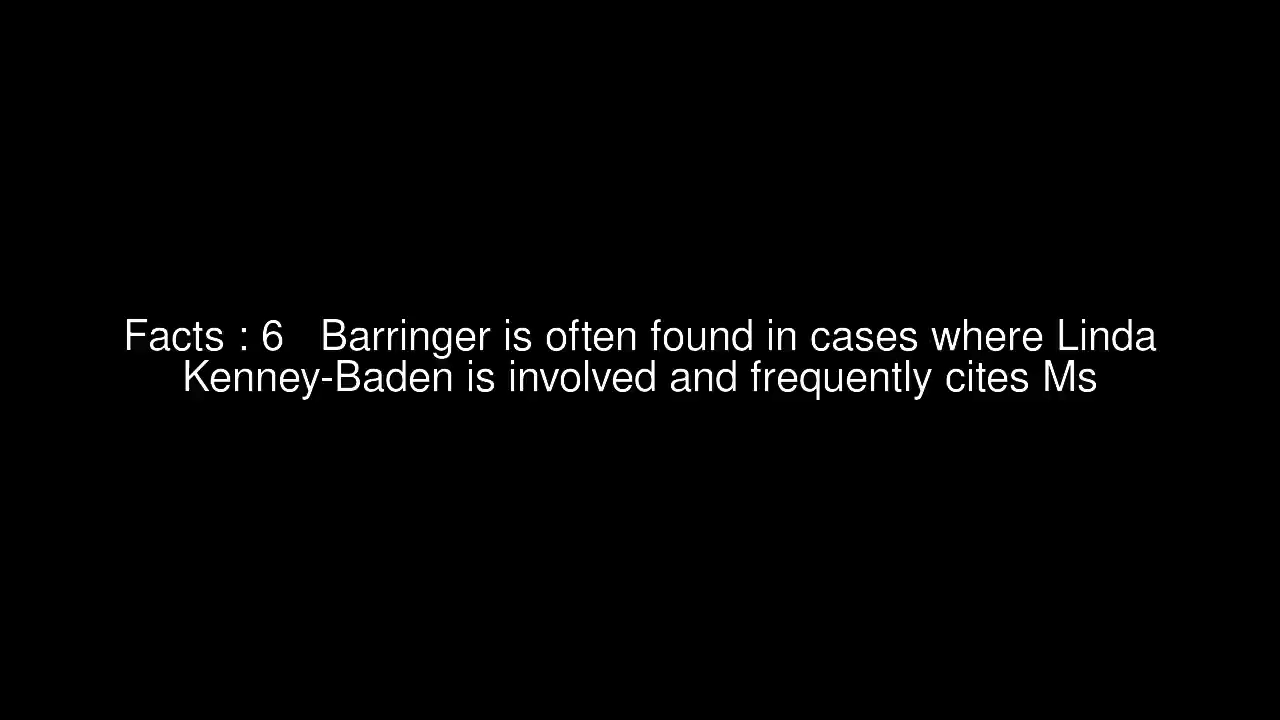 Facts : 6   Barringer is often found in cases where Linda
Kenney-Baden is involved and frequently cites Ms